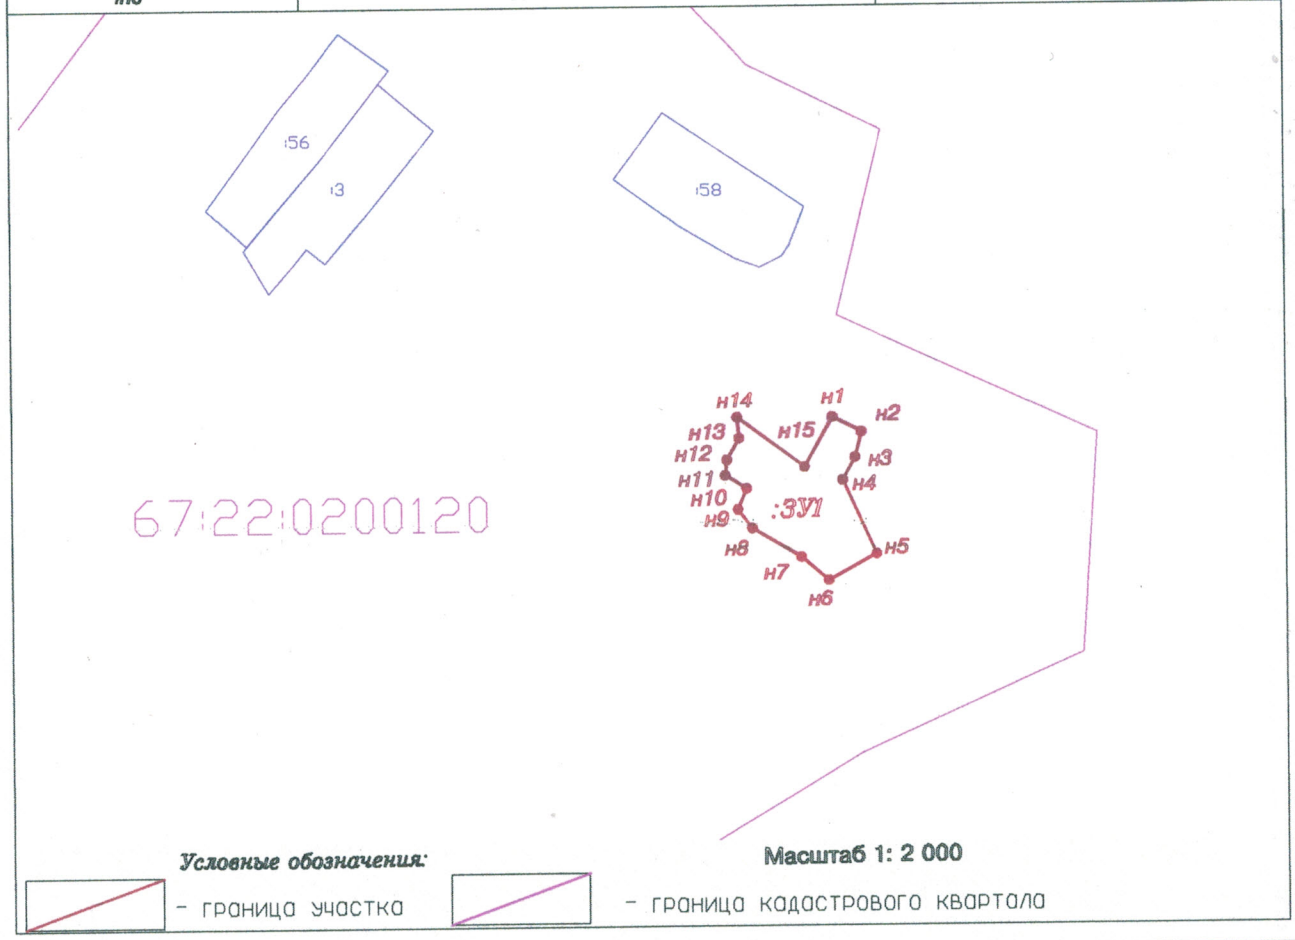 :56
:3
:58
н14
н1
н2
н15
н13
н12
н3
н11
н4
н10
:ЗУ1
н9
67:22:0200120
н8
н5
н7
н6
Условные обозначения:
Масштаб 1: 2 000
- ГРАНИЦА УЧАСТКА
- ГРАНИЦА КАДАСТРОВОГО КВАРТАЛА